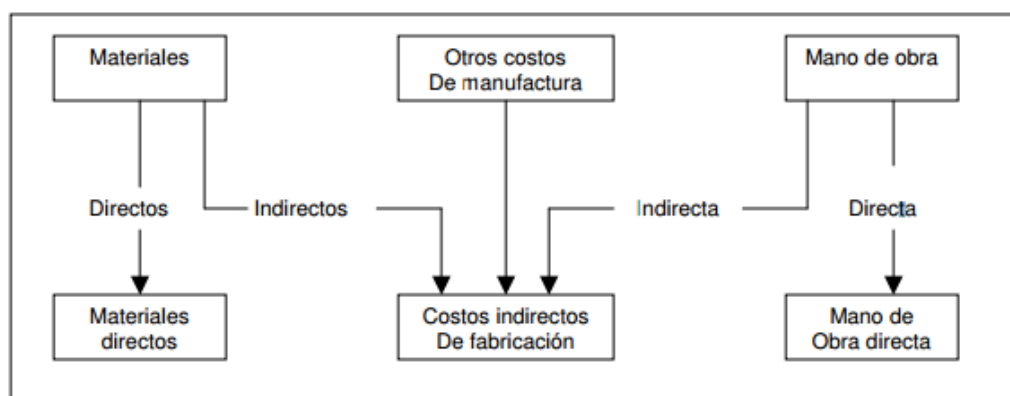 Materiales
Otros costos
De manufactura
Mano de obra
Directos
Indirectos
Indirecta
Directa
Materiales
directos
Costos indirectos
De fabricación
Mano de
Obra directa